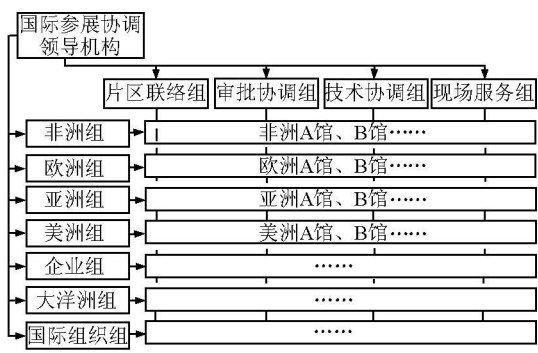 国际参展协调
领导机构
片区联络组 审批协调组 技术协调组 现场服务组
非洲组 非洲A馆、B馆……
欧洲组 欧洲A馆、B馆……
亚洲组 亚洲A馆、B馆……
美洲组 美洲A馆、B馆……
企业组 ……
大洋洲组 ……
国际组织组 ……